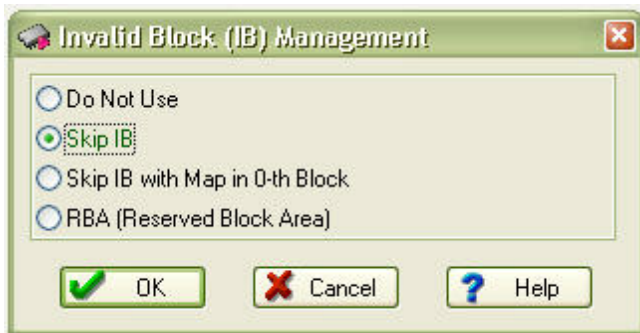 Invalid Block (IB) Management
Do Not Use
Skip IB
Skip IB with Map in 0-th Block
RBA (Reserved Block Area)
OK Cancel ? Help